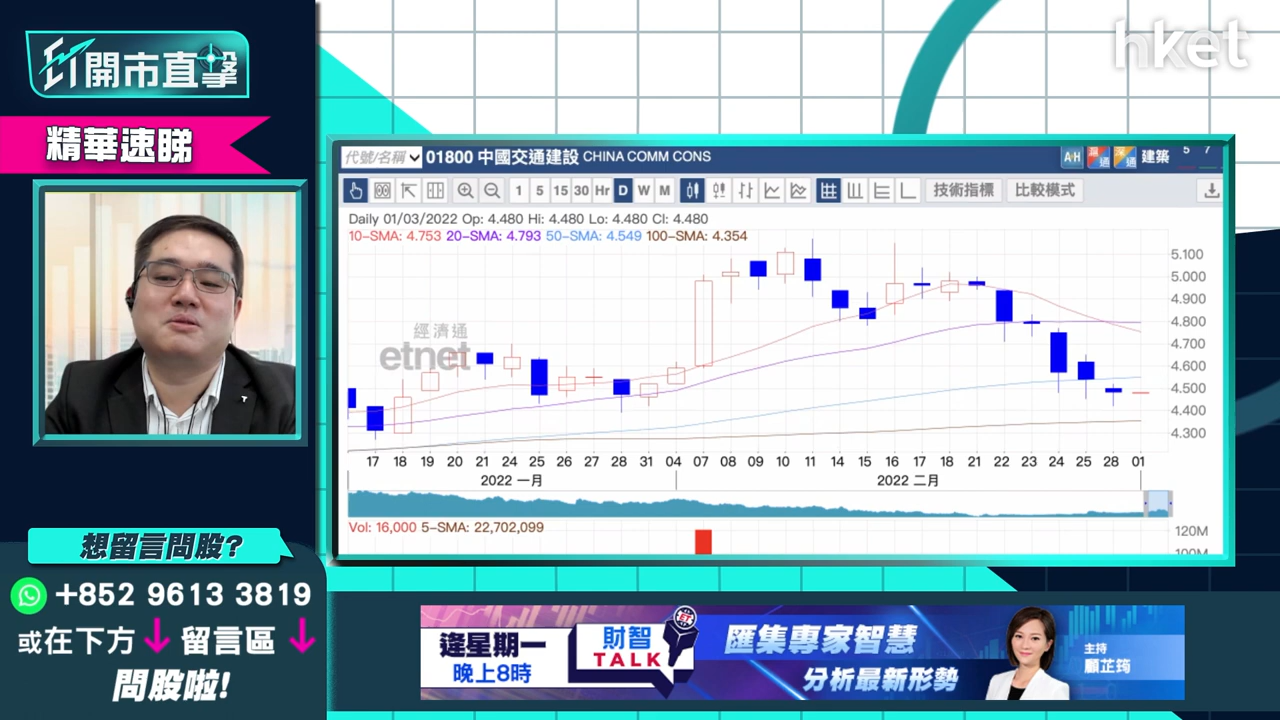 hket
ET開市直擊
精華速睇
代號/名稱 01800 中國交通建設 CHINA COMM CONS
A+H 通 深通 建築 5 7
1 5 15 30 Hr D W M 技術指標 比較模式
Daily 01/03/2022 Op: 4.480 Hi: 4.480 Lo: 4.480 Cl: 4.480
10-SMA: 4.753 20-SMA: 4.793 50-SMA: 4.549 100-SMA: 4.354
5.100
5.000
4.900
4.800
4.700
4.600
4.500
4.400
4.300
經濟通
etnet
17 18 19 20 21 24 25 26 27 28 31 04 07 08 09 10 11 14 15 16 17 18 21 22 23 24 25 28 01
2022 一月 2022 二月
Vol: 16,000 5-SMA: 22,702,099
120M
100M
想留言問股?
+852 9613 3819
或在下方 留言區
問股啦!
逢星期一
晚上8時
財智
TALK
匯集專家智慧
分析最新形勢
主持
顧芷筠